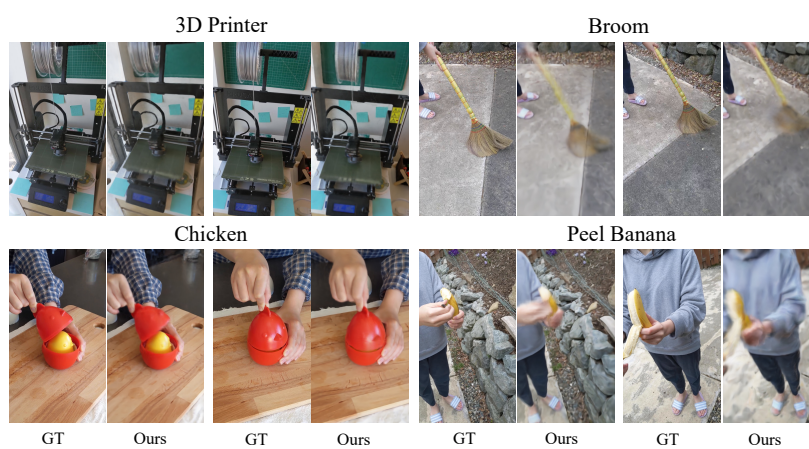 3D Printer
Broom
Chicken
Peel Banana
GT
Ours
GT
Ours
GT
Ours
GT
Ours